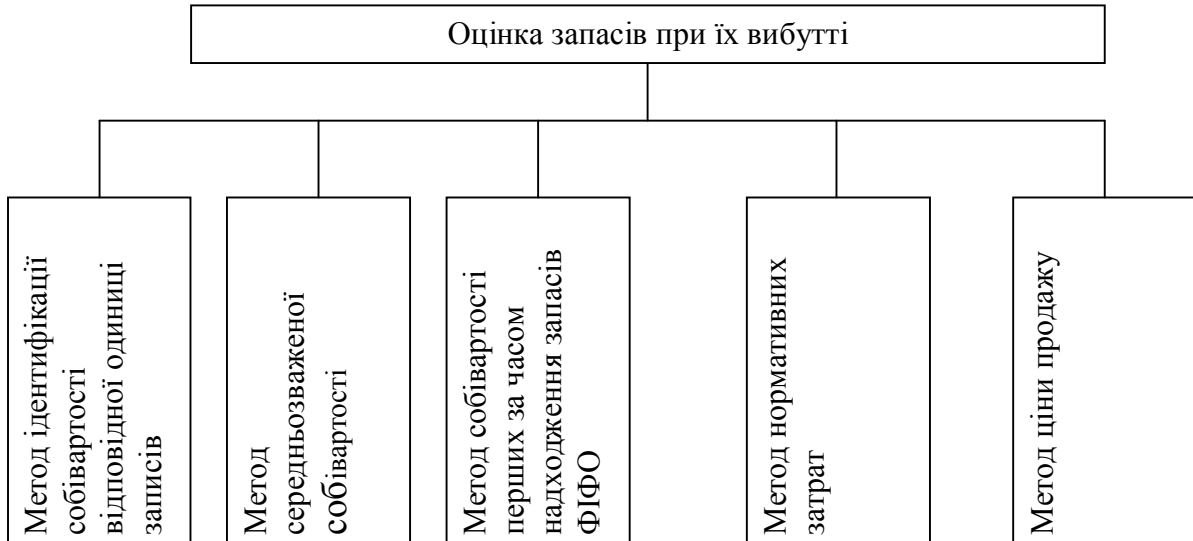 Оцінка запасів при їх вибутті
Метод ідентифікації
собівартості
відповідної одиниці
записів
Метод
середньозваженої
собівартості
Метод собівартості
перших за часом
надходження запасів
ФІФО
Метод нормативних
затрат
Метод ціни продажу